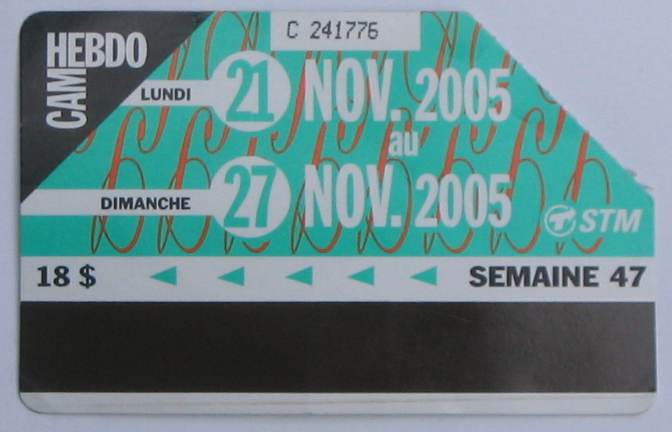 C 241776
CAM HEBDO
LUNDI 21 NOV. 2005
au
DIMANCHE 27 NOV. 2005
STM
18 $ SEMAINE 47